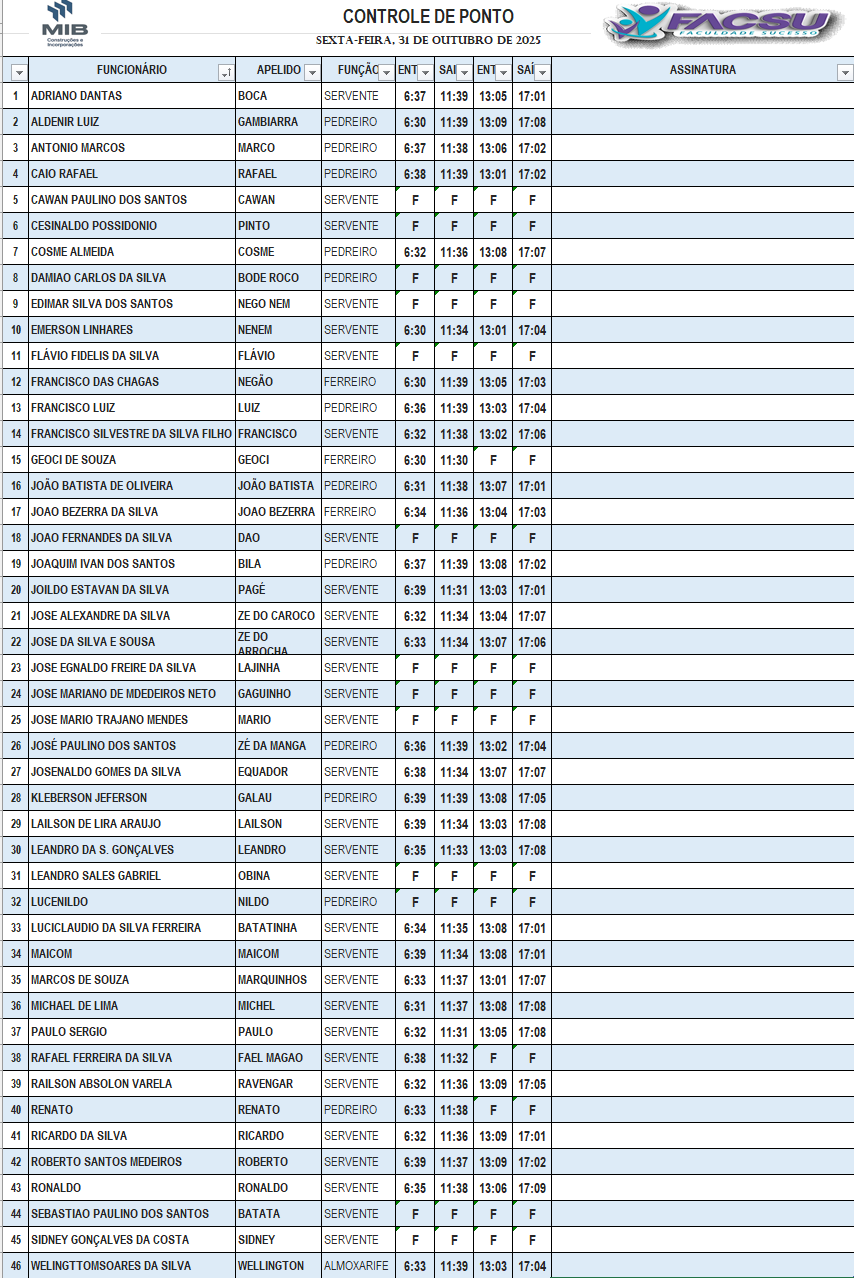 MIB
Construções e
Incorporações
CONTROLE DE PONTO
SEXTA-FEIRA, 31 DE OUTUBRO DE 2025
FACSU
FACULDADE SUCESSO
FUNCIONÁRIO APELIDO FUNÇÃO ENT SAI ENT SAÍ ASSINATURA
1 ADRIANO DANTAS BOCA SERVENTE 6:37 11:39 13:05 17:01
2 ALDENIR LUIZ GAMBIARRA PEDREIRO 6:30 11:39 13:09 17:08
3 ANTONIO MARCOS MARCO PEDREIRO 6:37 11:38 13:06 17:02
4 CAIO RAFAEL RAFAEL PEDREIRO 6:38 11:39 13:01 17:02
5 CAWAN PAULINO DOS SANTOS CAWAN SERVENTE F F F F
6 CESINALDO POSSIDONIO PINTO SERVENTE F F F F
7 COSME ALMEIDA COSME PEDREIRO 6:32 11:36 13:08 17:07
8 DAMIAO CARLOS DA SILVA BODE ROCO PEDREIRO F F F F
9 EDIMAR SILVA DOS SANTOS NEGO NEM SERVENTE F F F F
10 EMERSON LINHARES NENEM SERVENTE 6:30 11:34 13:01 17:04
11 FLÁVIO FIDELIS DA SILVA FLÁVIO SERVENTE F F F F
12 FRANCISCO DAS CHAGAS NEGÃO FERREIRO 6:30 11:39 13:05 17:03
13 FRANCISCO LUIZ LUIZ PEDREIRO 6:36 11:39 13:03 17:04
14 FRANCISCO SILVESTRE DA SILVA FILHO FRANCISCO SERVENTE 6:32 11:38 13:02 17:06
15 GEOCI DE SOUZA GEOCI FERREIRO 6:30 11:30 F F
16 JOÃO BATISTA DE OLIVEIRA JOÃO BATISTA PEDREIRO 6:31 11:38 13:07 17:01
17 JOAO BEZERRA DA SILVA JOAO BEZERRA FERREIRO 6:34 11:36 13:04 17:03
18 JOAO FERNANDES DA SILVA DAO SERVENTE F F F F
19 JOAQUIM IVAN DOS SANTOS BILA PEDREIRO 6:37 11:39 13:08 17:02
20 JOILDO ESTAVAN DA SILVA PAGÉ SERVENTE 6:39 11:31 13:03 17:01
21 JOSE ALEXANDRE DA SILVA ZE DO CAROCO SERVENTE 6:32 11:34 13:04 17:07
22 JOSE DA SILVA E SOUSA ZE DO ARROCHA SERVENTE 6:33 11:34 13:07 17:06
23 JOSE EGNALDO FREIRE DA SILVA LAJINHA SERVENTE F F F F
24 JOSE MARIANO DE MDEDEIROS NETO GAGUINHO SERVENTE F F F F
25 JOSE MARIO TRAJANO MENDES MARIO SERVENTE F F F F
26 JOSÉ PAULINO DOS SANTOS ZÉ DA MANGA PEDREIRO 6:36 11:39 13:02 17:04
27 JOSENALDO GOMES DA SILVA EQUADOR SERVENTE 6:38 11:34 13:07 17:07
28 KLEBERSON JEFERSON GALAU PEDREIRO 6:39 11:39 13:08 17:05
29 LAILSON DE LIRA ARAUJO LAILSON SERVENTE 6:39 11:34 13:03 17:08
30 LEANDRO DA S. GONÇALVES LEANDRO SERVENTE 6:35 11:33 13:03 17:08
31 LEANDRO SALES GABRIEL OBINA SERVENTE F F F F
32 LUCENILDO NILDO PEDREIRO F F F F
33 LUCICLAUDIO DA SILVA FERREIRA BATATINHA SERVENTE 6:34 11:35 13:08 17:01
34 MAICOM MAICOM SERVENTE 6:39 11:34 13:08 17:01
35 MARCOS DE SOUZA MARQUINHOS SERVENTE 6:33 11:37 13:01 17:07
36 MICHAEL DE LIMA MICHEL SERVENTE 6:31 11:37 13:08 17:08
37 PAULO SERGIO PAULO SERVENTE 6:32 11:31 13:05 17:08
38 RAFAEL FERREIRA DA SILVA FAEL MAGAO SERVENTE 6:38 11:32 F F
39 RAILSON ABSOLON VARELA RAVENGAR SERVENTE 6:32 11:36 13:09 17:05
40 RENATO RENATO PEDREIRO 6:33 11:38 F F
41 RICARDO DA SILVA RICARDO SERVENTE 6:32 11:36 13:09 17:01
42 ROBERTO SANTOS MEDEIROS ROBERTO SERVENTE 6:39 11:37 13:09 17:02
43 RONALDO RONALDO SERVENTE 6:35 11:38 13:06 17:09
44 SEBASTIAO PAULINO DOS SANTOS BATATA SERVENTE F F F F
45 SIDNEY GONÇALVES DA COSTA SIDNEY SERVENTE F F F F
46 WELINGTTOMSOARES DA SILVA WELLINGTON ALMOXARIFE 6:33 11:39 13:03 17:04